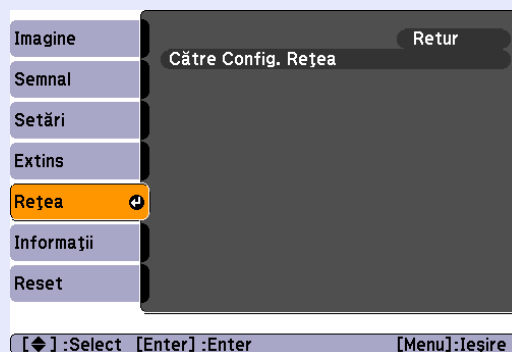 Imagine
Semnal
Setări
Extins
Reţea
Informaţii
Reset
Retur
Către Config. Reţea
[◆] :Select [Enter] :Enter [Menu]:Ieşire